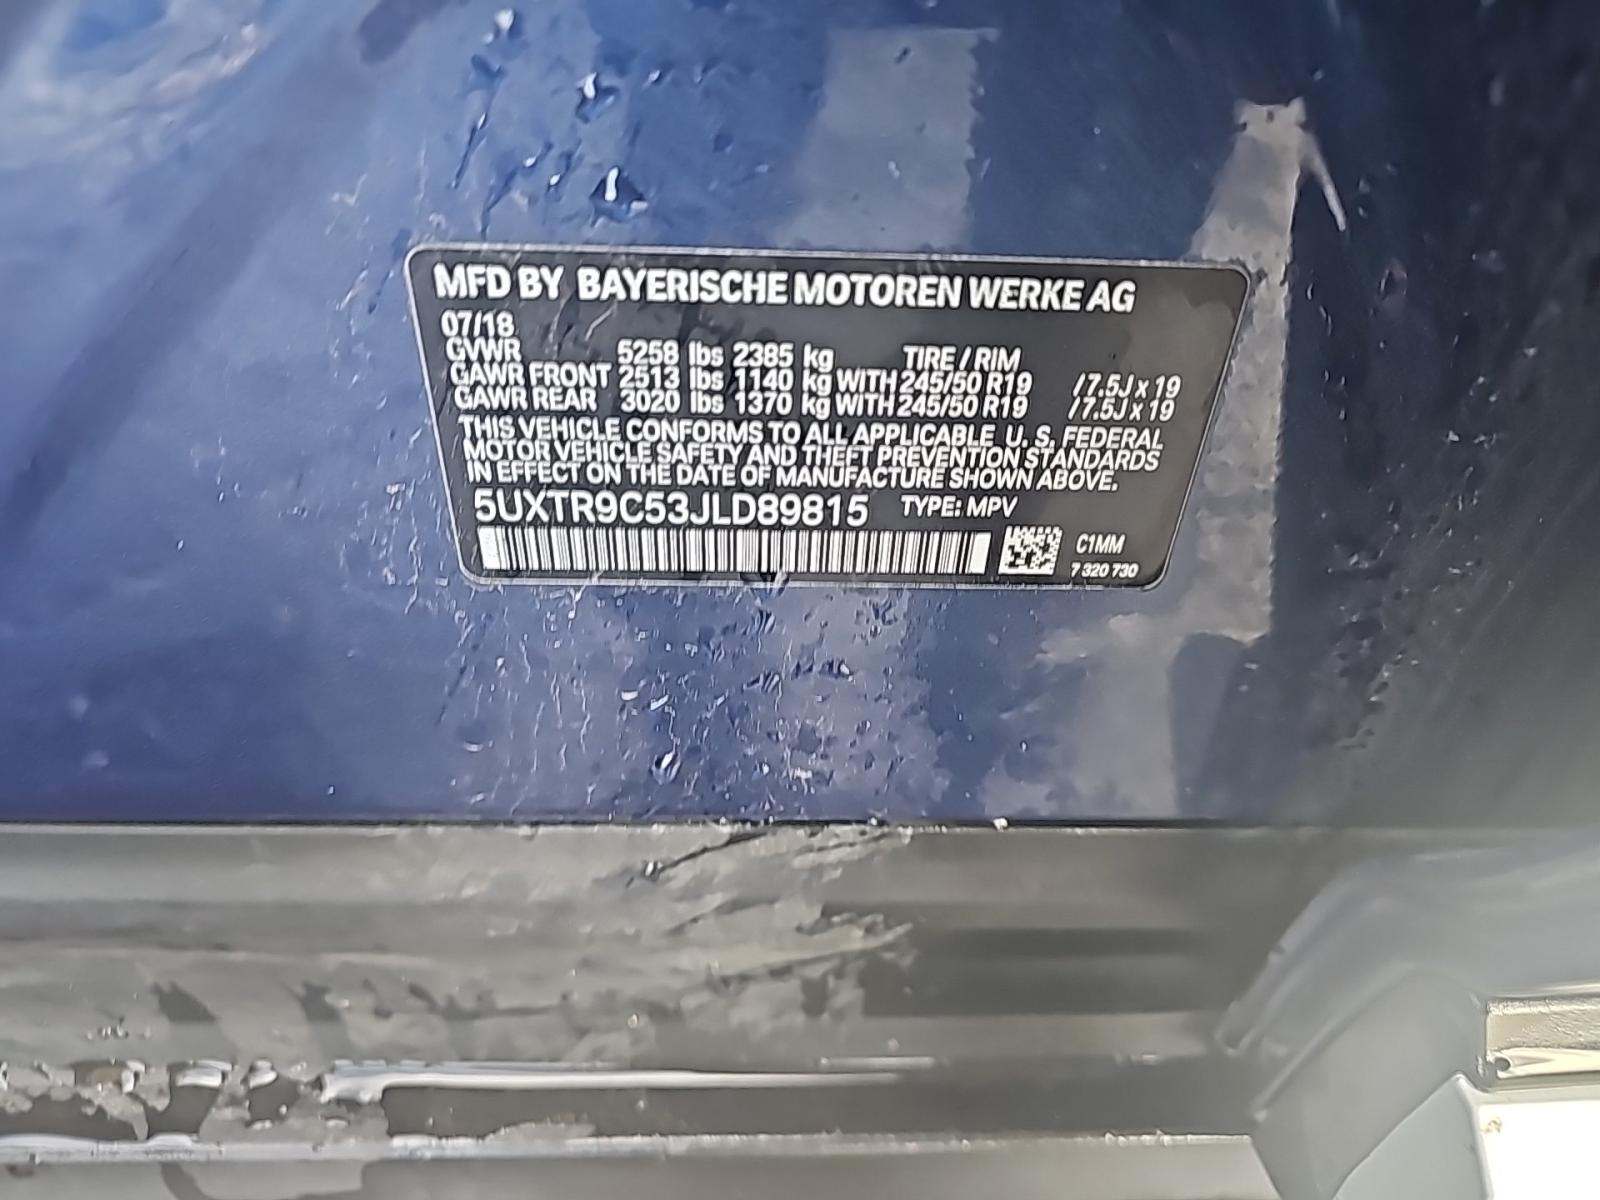 MFD BY BAYERISCHE MOTOREN WERKE AG
07/18
GVWR 5258 lbs 2385 kg TIRE / RIM
GAWR FRONT 2513 lbs 1140 kg WITH 245/50 R19 /7.5J x 19
GAWR REAR 3020 lbs 1370 kg WITH 245/50 R19 /7.5J x 19
THIS VEHICLE CONFORMS TO ALL APPLICABLE U. S. FEDERAL
MOTOR VEHICLE SAFETY AND THEFT PREVENTION STANDARDS
IN EFFECT ON THE DATE OF MANUFACTURE SHOWN ABOVE.
5UXTR9C53JLD89815 TYPE: MPV
C1MM
7 320 730